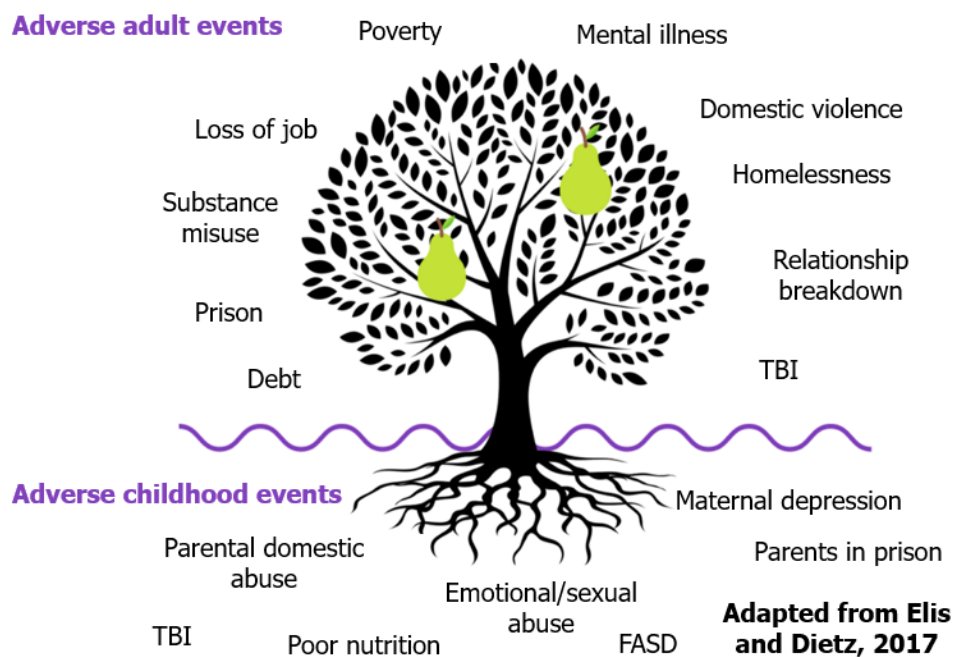 Adverse adult events
Poverty
Mental illness
Loss of job
Domestic violence
Substance
misuse
Homelessness
Relationship
breakdown
Prison
Debt
TBI
Adverse childhood events
Maternal depression
Parental domestic
abuse
Parents in prison
Emotional/sexual
abuse
TBI
Poor nutrition
FASD
Adapted from Elis
and Dietz, 2017